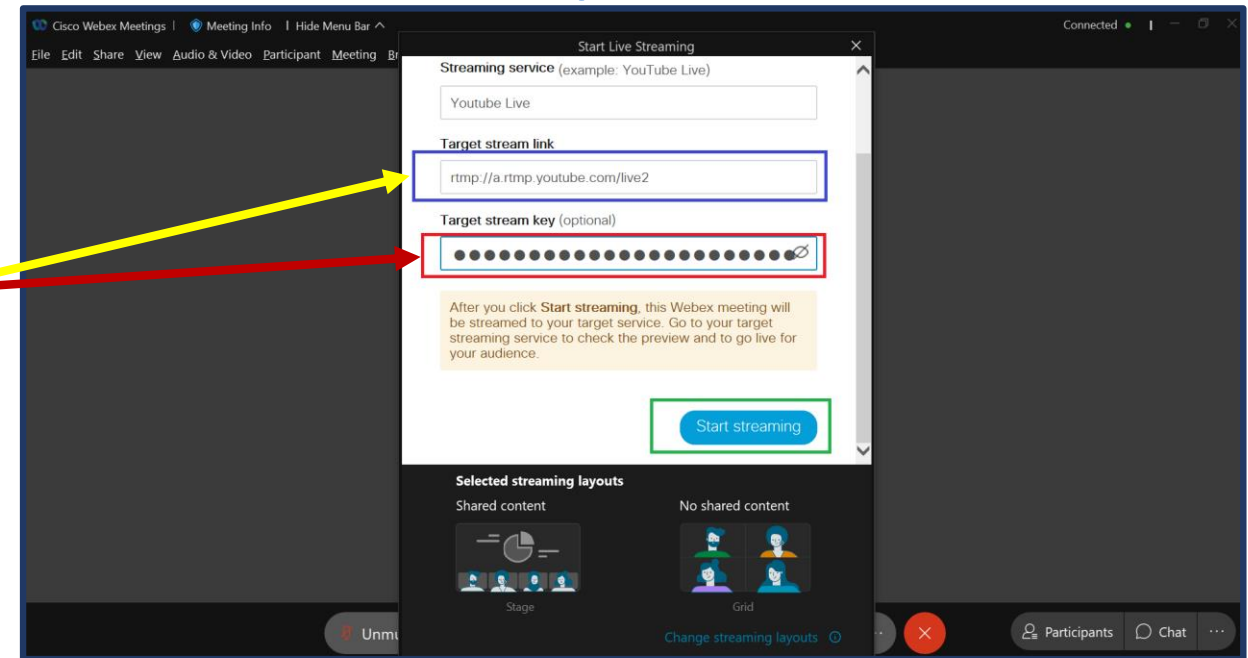 Cisco Webex Meetings | Meeting Info | Hide Menu Bar Connected
File Edit Share View Audio & Video Participant Meeting Br
Start Live Streaming
Streaming service (example: YouTube Live)
Youtube Live
Target stream link
rtmp://a.rtmp.youtube.com/live2
Target stream key (optional)
After you click Start streaming, this Webex meeting will
be streamed to your target service. Go to your target
streaming service to check the preview and to go live for
your audience.
Start streaming
Selected streaming layouts
Shared content No shared content
Stage Grid
Change streaming layouts
Unmu
Participants Chat